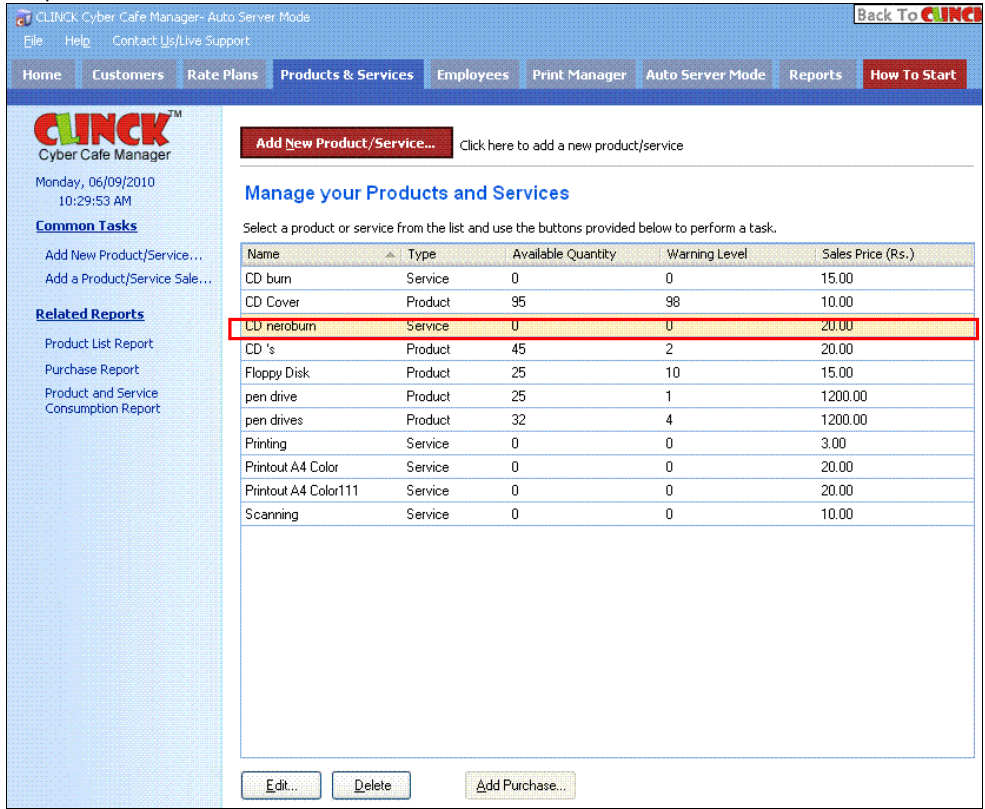 CLINCK Cyber Cafe Manager- Auto Server Mode
Back To CLINCK
File Help Contact Us/Live Support
Home Customers Rate Plans Products & Services Employees Print Manager Auto Server Mode Reports How To Start
CLINCK TM
Cyber Cafe Manager
Monday, 06/09/2010
10:29:53 AM
Common Tasks
Add New Product/Service...
Add a Product/Service Sale...
Related Reports
Product List Report
Purchase Report
Product and Service
Consumption Report
Add New Product/Service... Click here to add a new product/service
Manage your Products and Services
Select a product or service from the list and use the buttons provided below to perform a task.
Name Type Available Quantity Warning Level Sales Price (Rs.)
CD burn Service 0 0 15.00
CD Cover Product 95 98 10.00
CD neroburn Service 0 0 20.00
CD 's Product 45 2 20.00
Floppy Disk Product 25 10 15.00
pen drive Product 25 1 1200.00
pen drives Product 32 4 1200.00
Printing Service 0 0 3.00
Printout A4 Color Service 0 0 20.00
Printout A4 Color111 Service 0 0 20.00
Scanning Service 0 0 10.00
Edit... Delete Add Purchase...